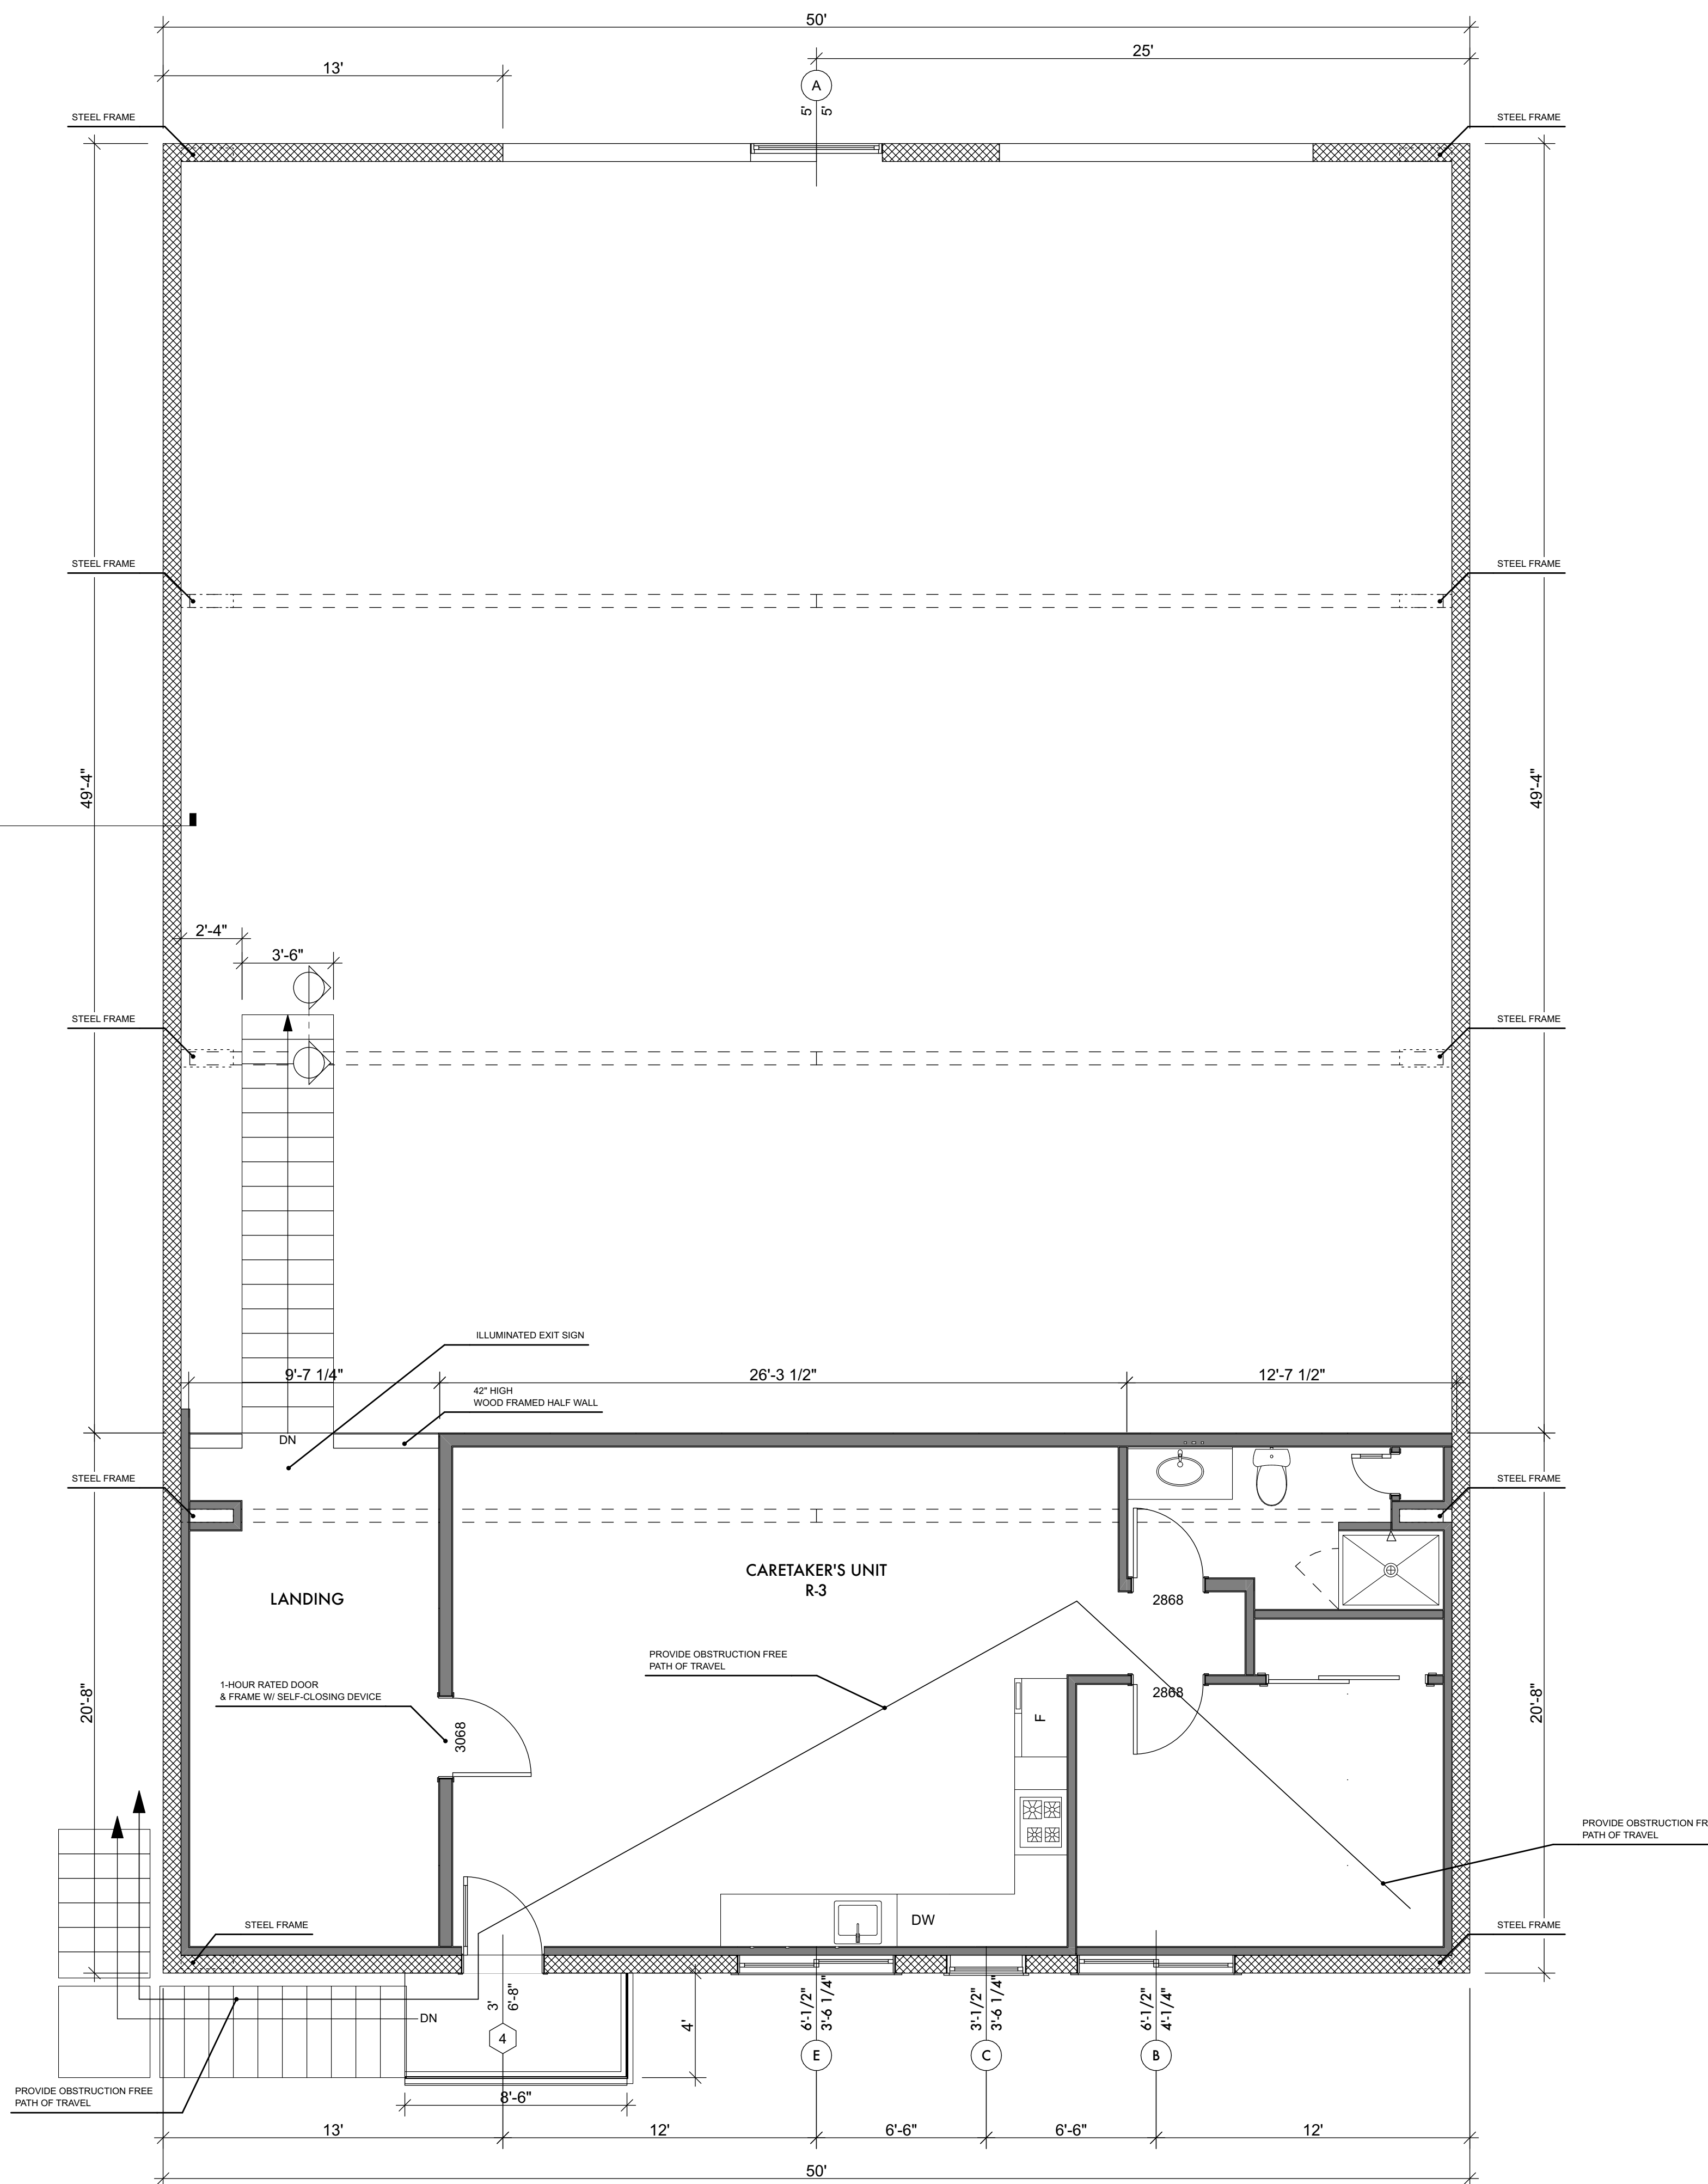 50'
25'
13'
A
5'
5'
STEEL FRAME
STEEL FRAME
STEEL FRAME
STEEL FRAME
49'-4"
49'-4"
2'-4"
3'-6"
STEEL FRAME
STEEL FRAME
ILLUMINATED EXIT SIGN
9'-7 1/4"
26'-3 1/2"
12'-7 1/2"
42" HIGH
WOOD FRAMED HALF WALL
DN
STEEL FRAME
STEEL FRAME
CARETAKER'S UNIT
R-3
LANDING
2868
PROVIDE OBSTRUCTION FREE
PATH OF TRAVEL
1-HOUR RATED DOOR
& FRAME W/ SELF-CLOSING DEVICE
2868
20'-8"
20'-8"
3068
F
PROVIDE OBSTRUCTION FR
PATH OF TRAVEL
STEEL FRAME
DW
STEEL FRAME
DN
3'
6'-8"
4
4'
6'-1/2"
3'-6 1/4"
E
3'-1/2"
3'-6 1/4"
C
6'-1/2"
4'-1/4"
B
PROVIDE OBSTRUCTION FREE
PATH OF TRAVEL
8'-6"
13'
12'
6'-6"
6'-6"
12'
50'